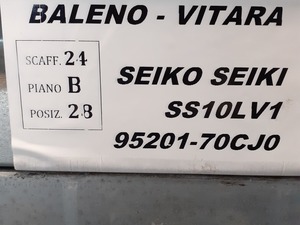 BALENO - VITARA
SCAFF. 24
PIANO B
POSIZ. 28
SEIKO SEIKI
SS10LV1
95201-70CJ0